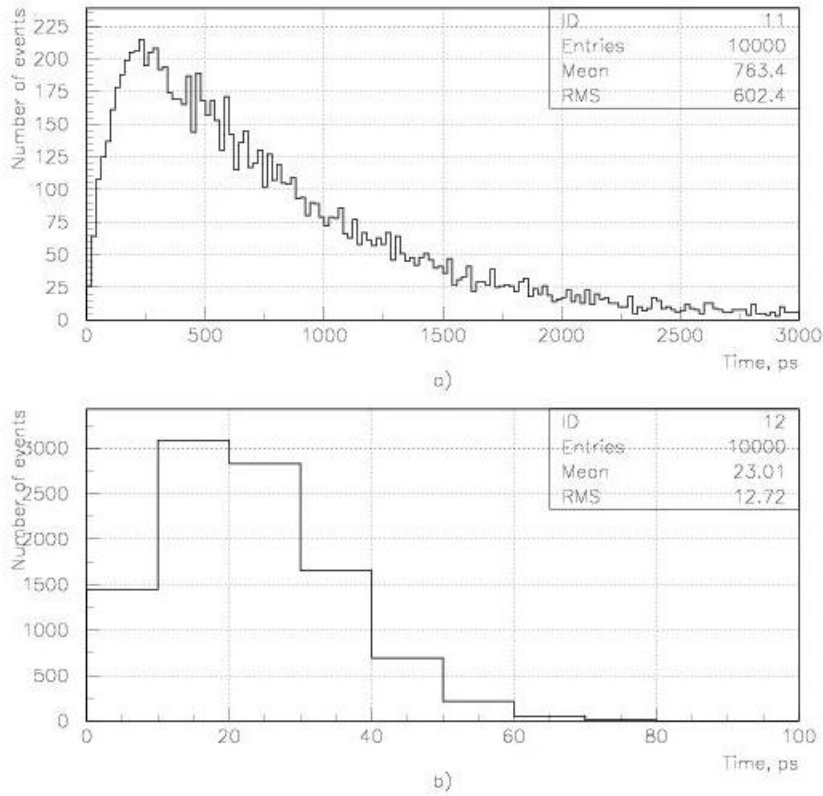 Number of events
225
200
175
150
125
100
75
50
25
0
ID 11
Entries 10000
Mean 763.4
RMS 602.4
0 500 1000 1500 2000 2500 3000
Time, ps
a)
Number of events
3000
2500
2000
1500
1000
500
0
ID 12
Entries 10000
Mean 23.01
RMS 12.72
0 20 40 60 80 100
Time, ps
b)